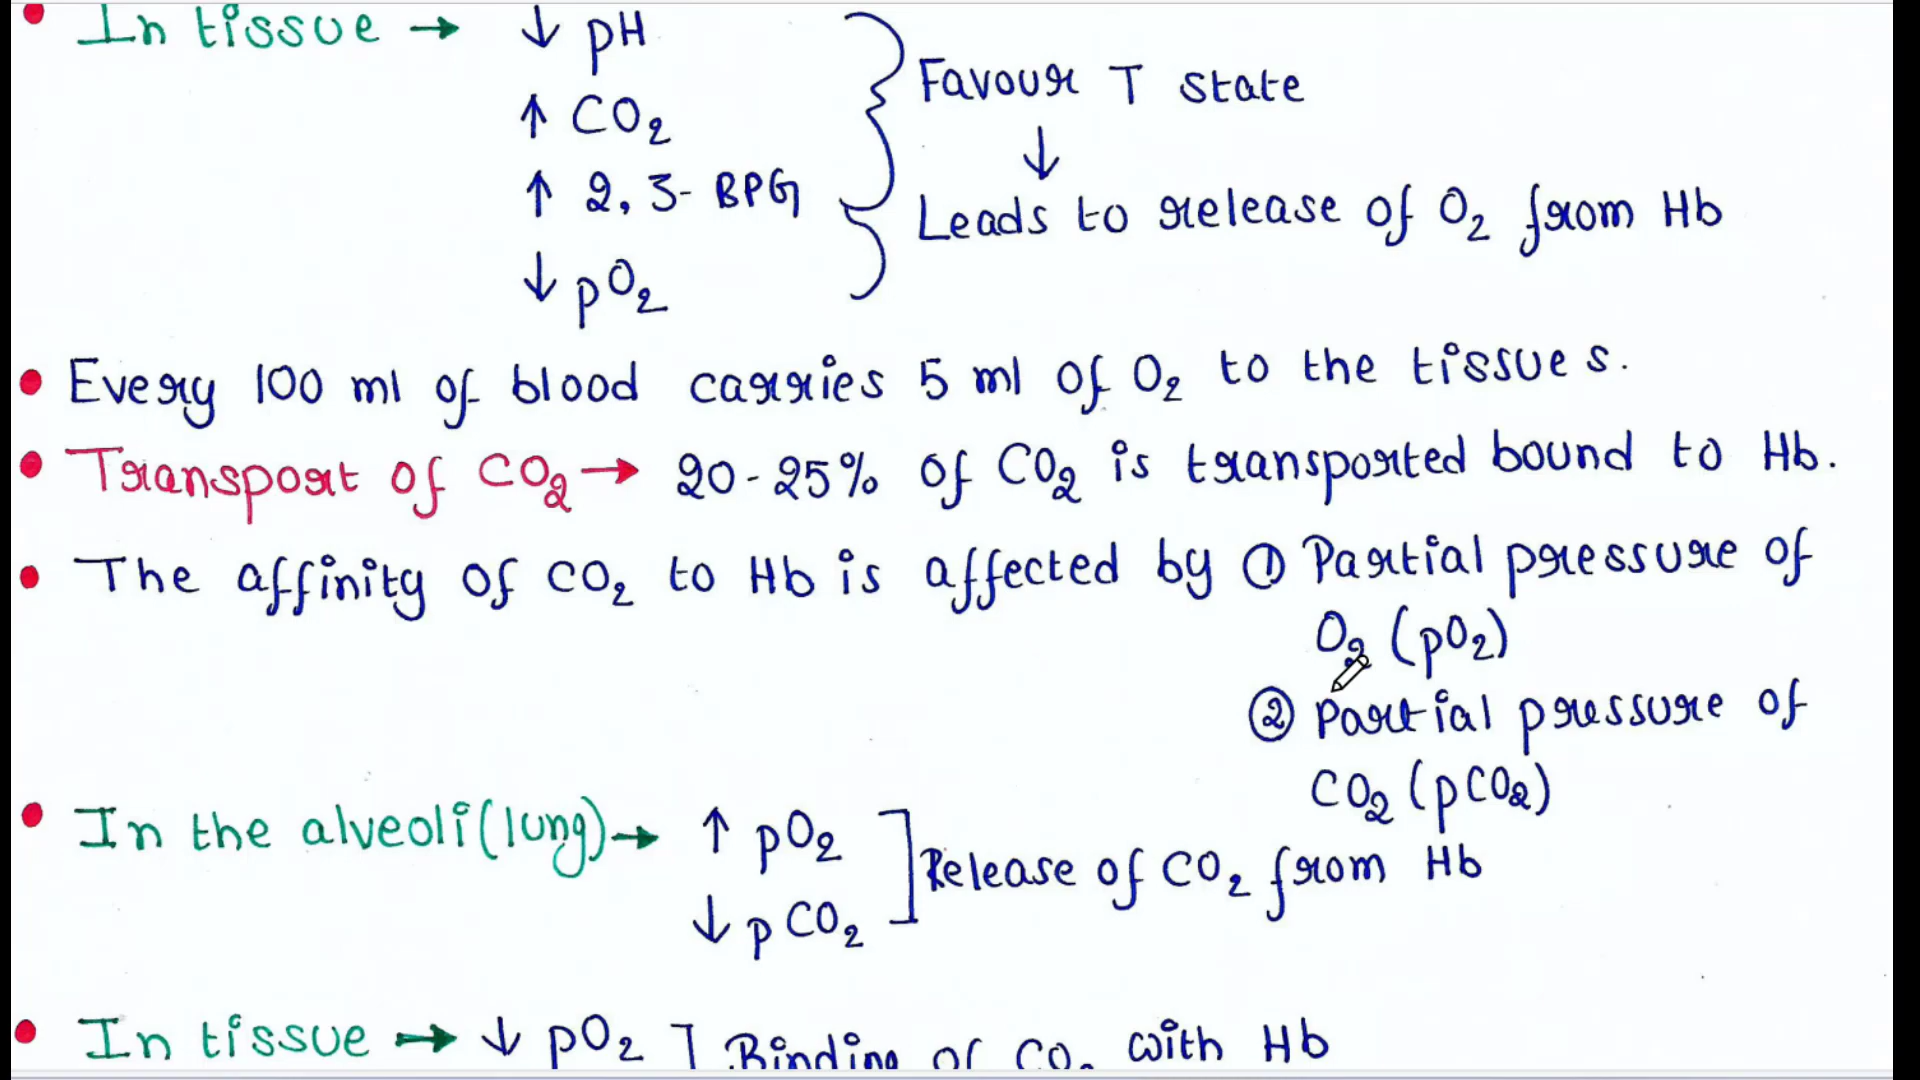 • In tissue → ↓ pH
↑ CO₂
↑ 2,3- BPG
↓ pO₂
Favour T state
↓
Leads to release of O₂ from Hb
• Every 100 ml of blood carries 5 ml of O₂ to the tissues.
• Transport of CO₂ → 20-25% of CO₂ is transported bound to Hb.
• The affinity of CO₂ to Hb is affected by ① Partial pressure of
O₂ (pO₂)
② Partial pressure of
CO₂ (pCO₂)
• In the alveoli (lung) → ↑ pO₂
↓ pCO₂
Release of CO₂ from Hb
• In tissue → ↓ pO₂ ] Binding of CO₂ with Hb